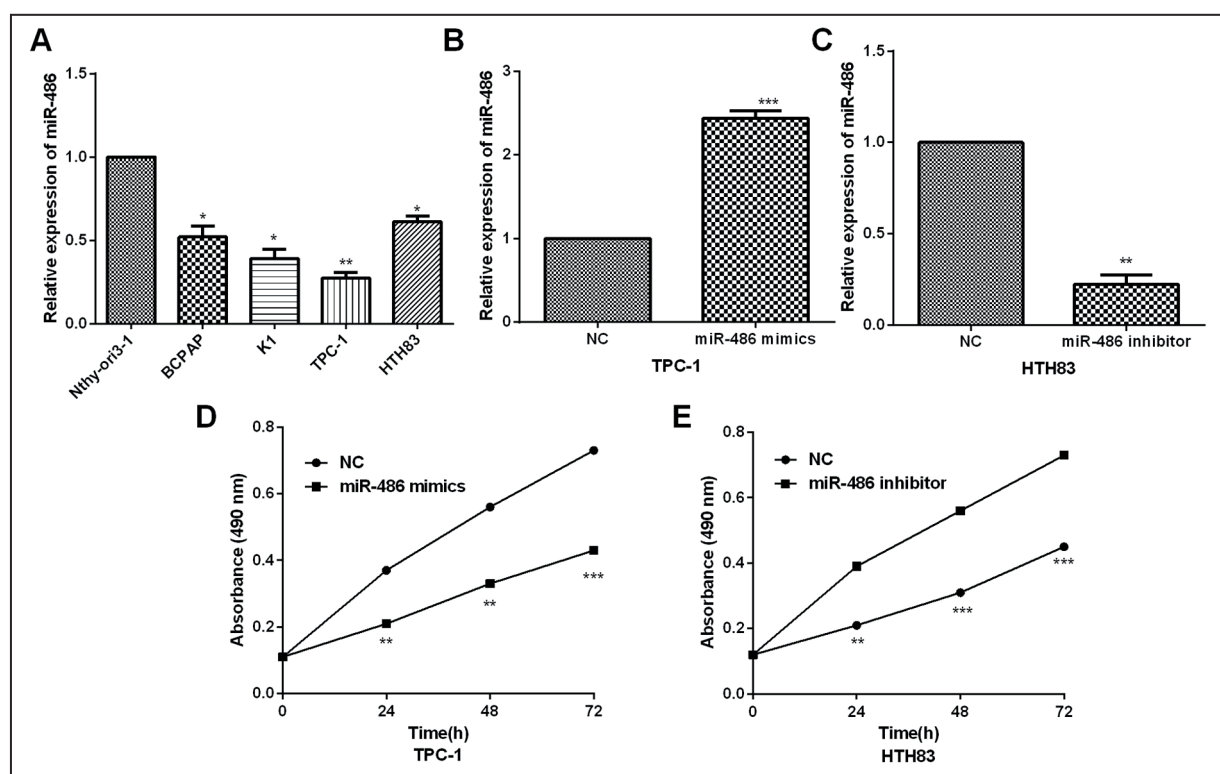 A
Relative expression of miR-486
1.5
1.0
0.5
0.0
*
*
**
*
Nthy-ori3-1
BCPAP
K1
TPC-1
HTH83
B
Relative expression of miR-486
3
2
1
0
***
NC
miR-486 mimics
TPC-1
C
Relative expression of miR-486
1.5
1.0
0.5
0.0
**
NC
miR-486 inhibitor
HTH83
D
Absorbance (490 nm)
0.8
0.6
0.4
0.2
0.0
NC
miR-486 mimics
**
**
***
0
24
48
72
Time(h)
TPC-1
E
Absorbance (490 nm)
0.8
0.6
0.4
0.2
0.0
NC
miR-486 inhibitor
**
***
***
0
24
48
72
Time(h)
HTH83